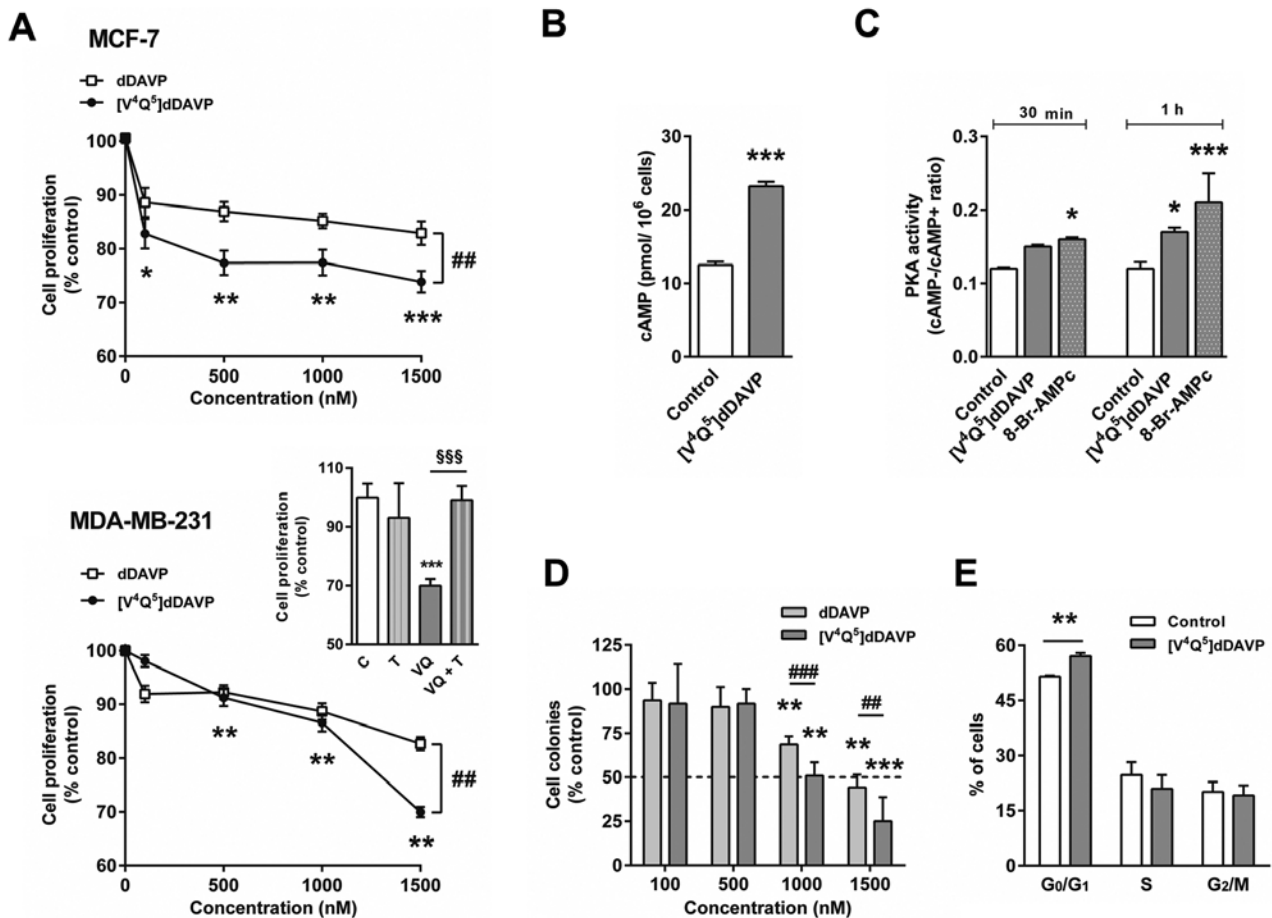 A
MCF-7
dDAVP
[V⁴Q⁵]dDAVP
Cell proliferation
(% control)
100
90
80
70
60
*
**
**
***
##
0
500
1000
1500
Concentration (nM)
MDA-MB-231
dDAVP
[V⁴Q⁵]dDAVP
Cell proliferation
(% control)
100
90
80
70
60
**
**
**
##
0
500
1000
1500
Concentration (nM)
Cell proliferation
(% control)
110
90
70
50
***
§§§
C
T
VQ
VQ + T
B
cAMP (pmol/ 10⁶ cells)
30
20
10
0
***
Control
[V⁴Q⁵]dDAVP
C
30 min
1 h
PKA activity
(cAMP-/cAMP+ ratio)
0.3
0.2
0.1
0.0
*
*
***
Control
[V⁴Q⁵]dDAVP
8-Br-AMPc
Control
[V⁴Q⁵]dDAVP
8-Br-AMPc
D
dDAVP
[V⁴Q⁵]dDAVP
Cell colonies
(% control)
125
100
75
50
25
0
###
**
**
##
**
***
100
500
1000
1500
Concentration (nM)
E
Control
[V⁴Q⁵]dDAVP
% of cells
60
45
30
15
0
**
G₀/G₁
S
G₂/M